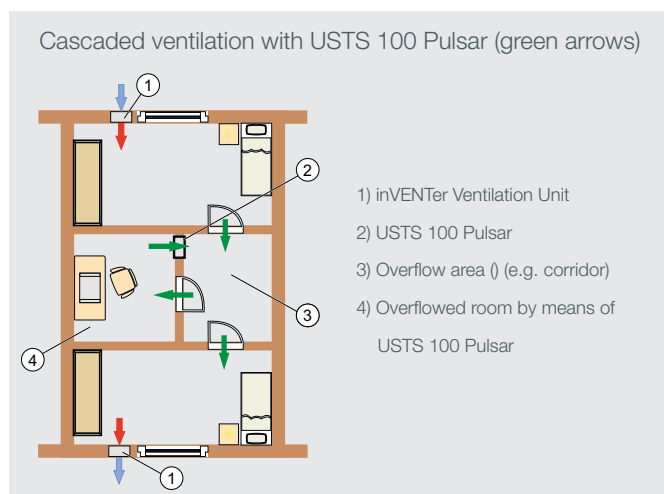 Cascaded ventilation with USTS 100 Pulsar (green arrows)
1
2
1) inVENTer Ventilation Unit
2) USTS 100 Pulsar
3) Overflow area () (e.g. corridor)
3
4) Overflowed room by means of
USTS 100 Pulsar
4
1